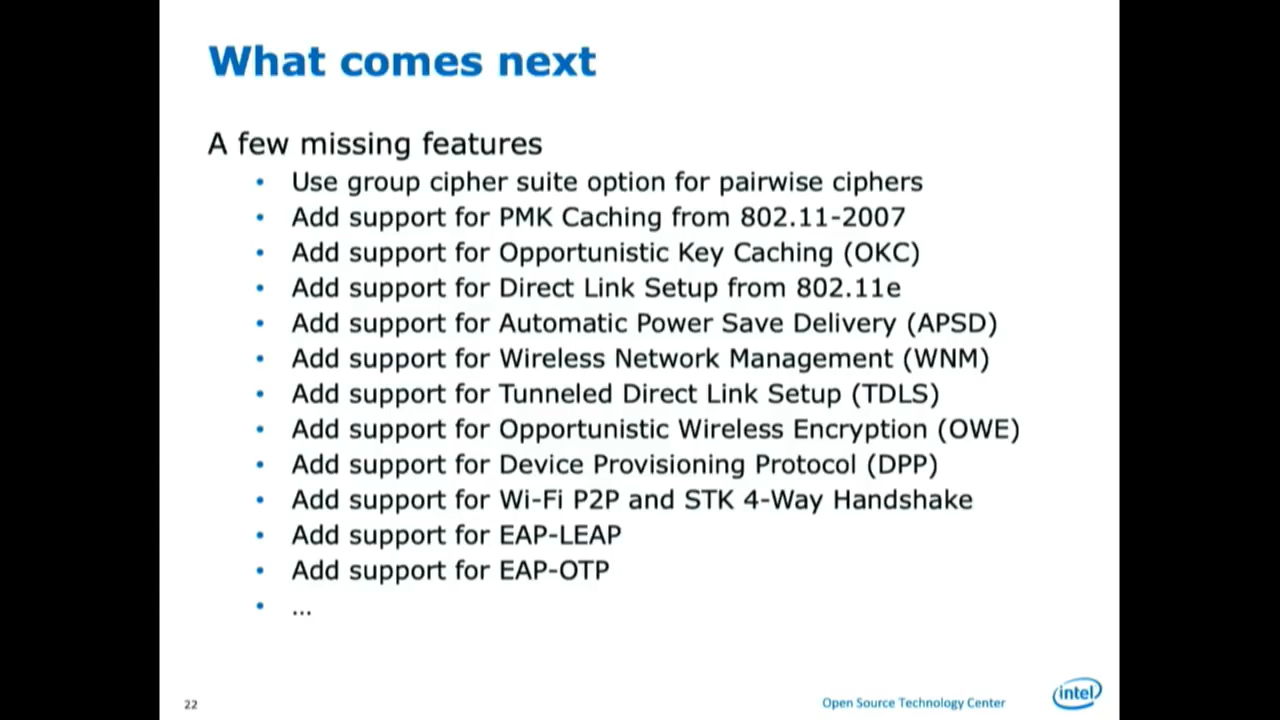 What comes next
A few missing features
• Use group cipher suite option for pairwise ciphers
• Add support for PMK Caching from 802.11-2007
• Add support for Opportunistic Key Caching (OKC)
• Add support for Direct Link Setup from 802.11e
• Add support for Automatic Power Save Delivery (APSD)
• Add support for Wireless Network Management (WNM)
• Add support for Tunneled Direct Link Setup (TDLS)
• Add support for Opportunistic Wireless Encryption (OWE)
• Add support for Device Provisioning Protocol (DPP)
• Add support for Wi-Fi P2P and STK 4-Way Handshake
• Add support for EAP-LEAP
• Add support for EAP-OTP
• ...
22
Open Source Technology Center
intel